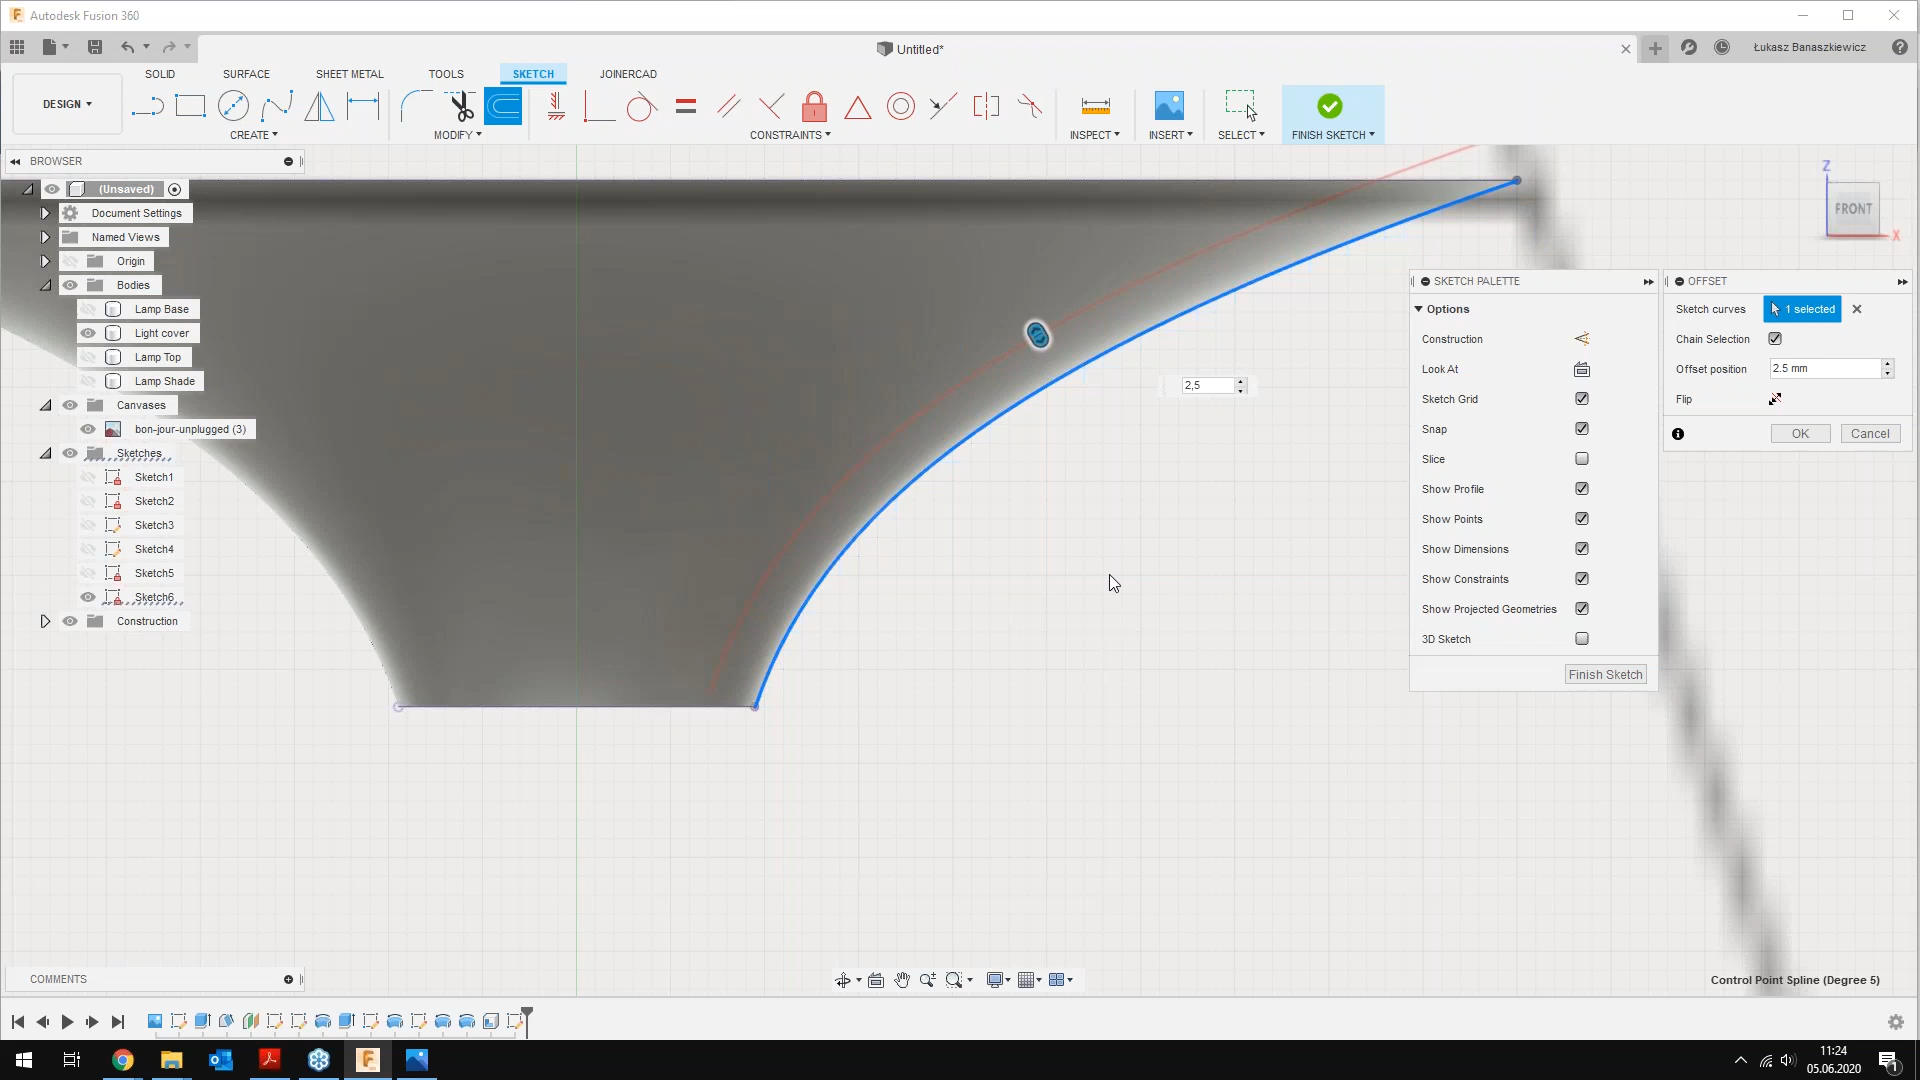 Autodesk Fusion 360
Untitled*
Łukasz Banaszkiewicz
SOLID SURFACE SHEET METAL TOOLS SKETCH JOINERCAD
DESIGN
CREATE MODIFY CONSTRAINTS INSPECT INSERT SELECT FINISH SKETCH
BROWSER
(Unsaved)
Document Settings
Named Views
Origin
Bodies
Lamp Base
Light cover
Lamp Top
Lamp Shade
Canvases
bon-jour-unplugged (3)
Sketches
Sketch1
Sketch2
Sketch3
Sketch4
Sketch5
Sketch6
Construction
2,5
Z
FRONT
X
SKETCH PALETTE
Options
Construction
Look At
Sketch Grid
Snap
Slice
Show Profile
Show Points
Show Dimensions
Show Constraints
Show Projected Geometries
3D Sketch
Finish Sketch
OFFSET
Sketch curves 1 selected
Chain Selection
Offset position 2.5 mm
Flip
OK Cancel
COMMENTS
Control Point Spline (Degree 5)
11:24
05.06.2020
1